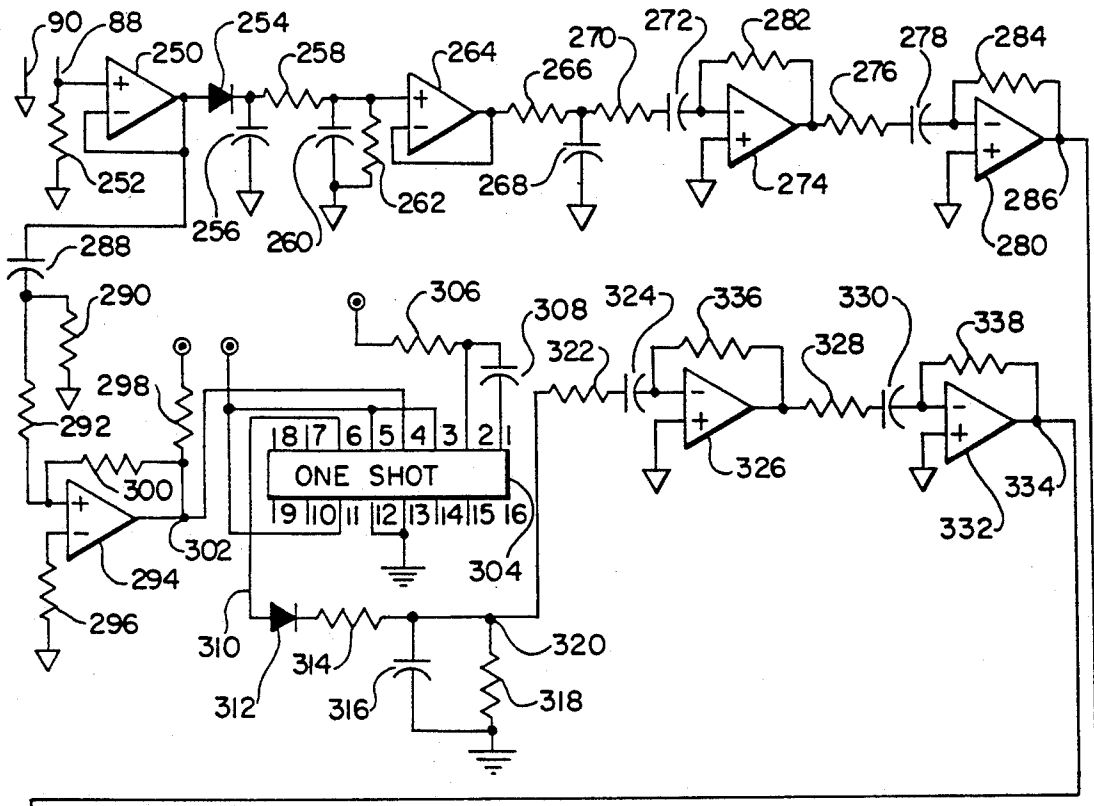 90 88 250 254 258 264 270 272 282 278 284
266 276
+ − + − − + − +
252 256 260 262 268 274 286
280
288
290 306 308 324 336 330 338
322 328
298
292
8 7 6 5 4 3 2 1
ONE SHOT
9 10 11 12 13 14 15 16
300
+ − − + − +
302 304 326 334
294 332
296
310 314 320
312 316 318